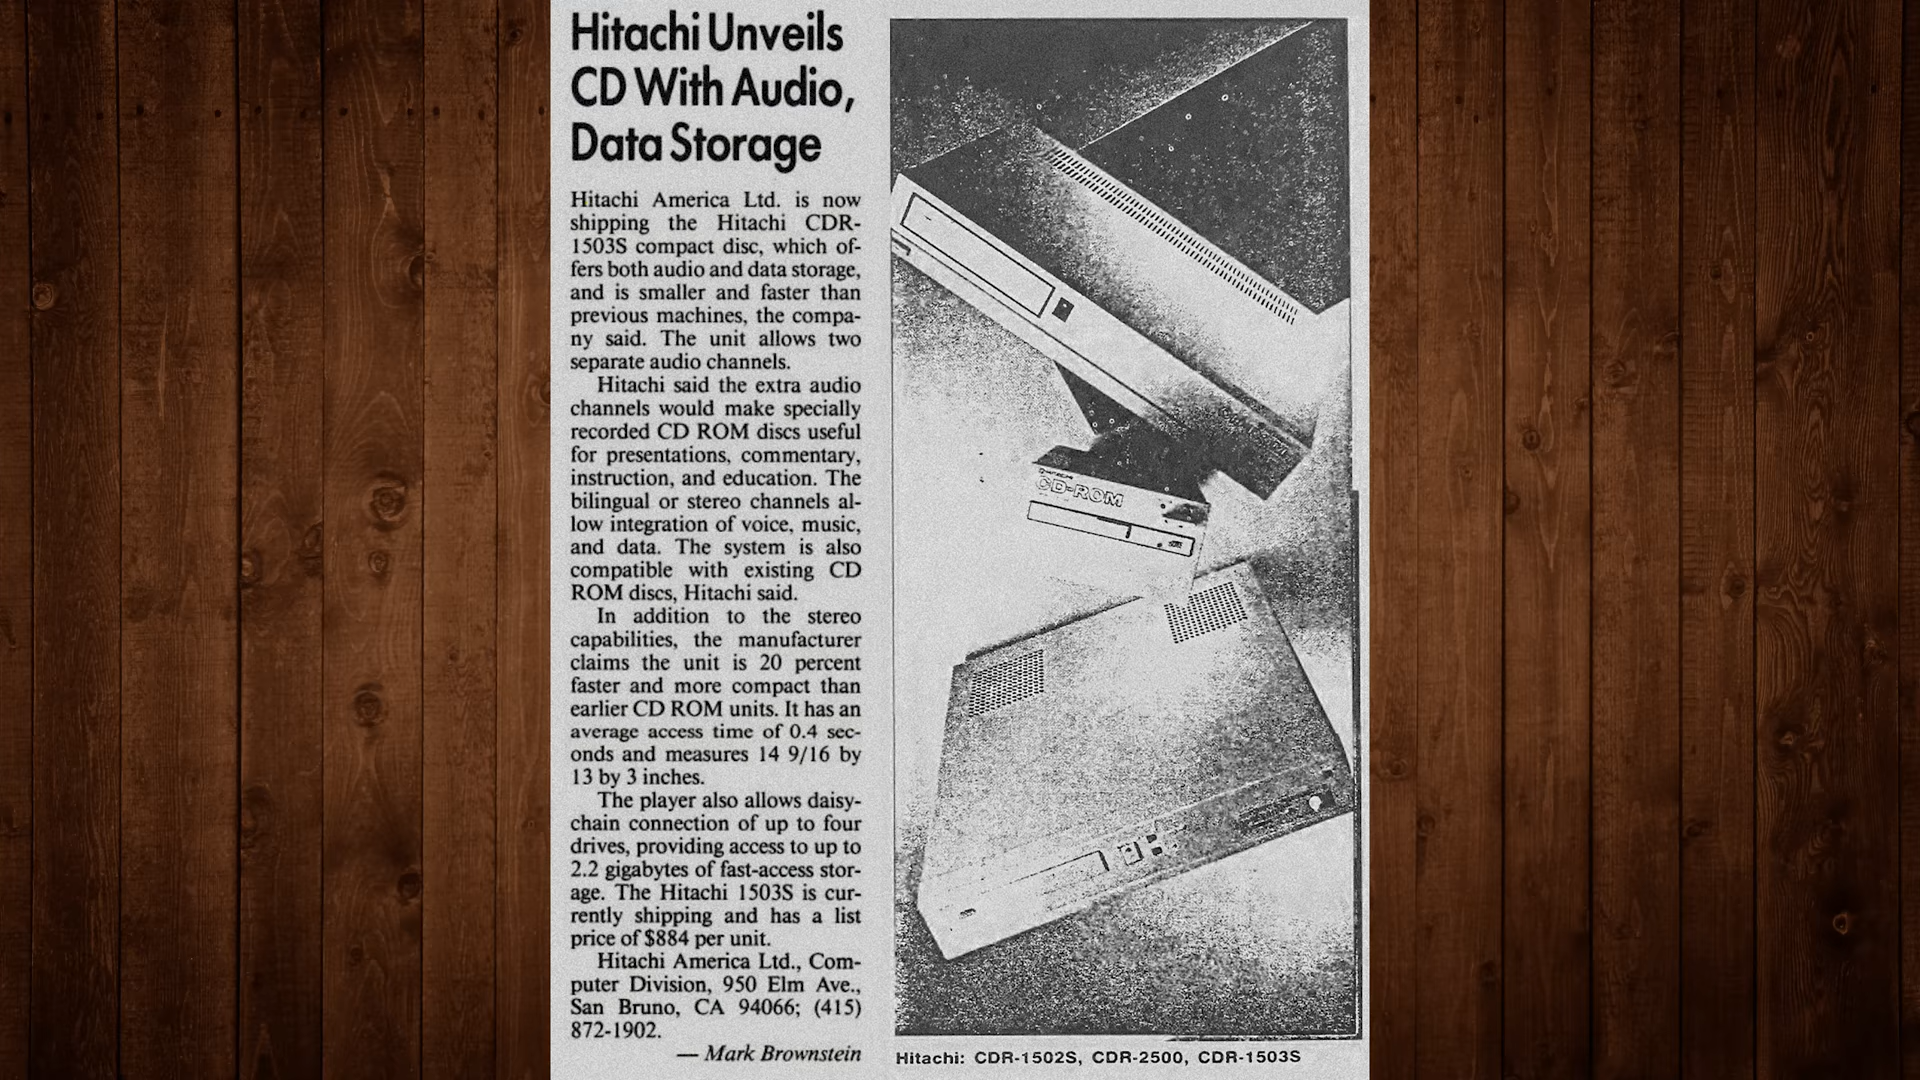 Hitachi Unveils
CD With Audio,
Data Storage
Hitachi America Ltd. is now
shipping the Hitachi CDR-
1503S compact disc, which of-
fers both audio and data storage,
and is smaller and faster than
previous machines, the compa-
ny said. The unit allows two
separate audio channels.
Hitachi said the extra audio
channels would make specially
recorded CD ROM discs useful
for presentations, commentary,
instruction, and education. The
bilingual or stereo channels al-
low integration of voice, music,
and data. The system is also
compatible with existing CD
ROM discs, Hitachi said.
In addition to the stereo
capabilities, the manufacturer
claims the unit is 20 percent
faster and more compact than
earlier CD ROM units. It has an
average access time of 0.4 sec-
onds and measures 14 9/16 by
13 by 3 inches.
The player also allows daisy-
chain connection of up to four
drives, providing access to up to
2.2 gigabytes of fast-access stor-
age. The Hitachi 1503S is cur-
rently shipping and has a list
price of $884 per unit.
Hitachi America Ltd., Com-
puter Division, 950 Elm Ave.,
San Bruno, CA 94066; (415)
872-1902.
— Mark Brownstein
CD-ROM
Hitachi: CDR-1502S, CDR-2500, CDR-1503S